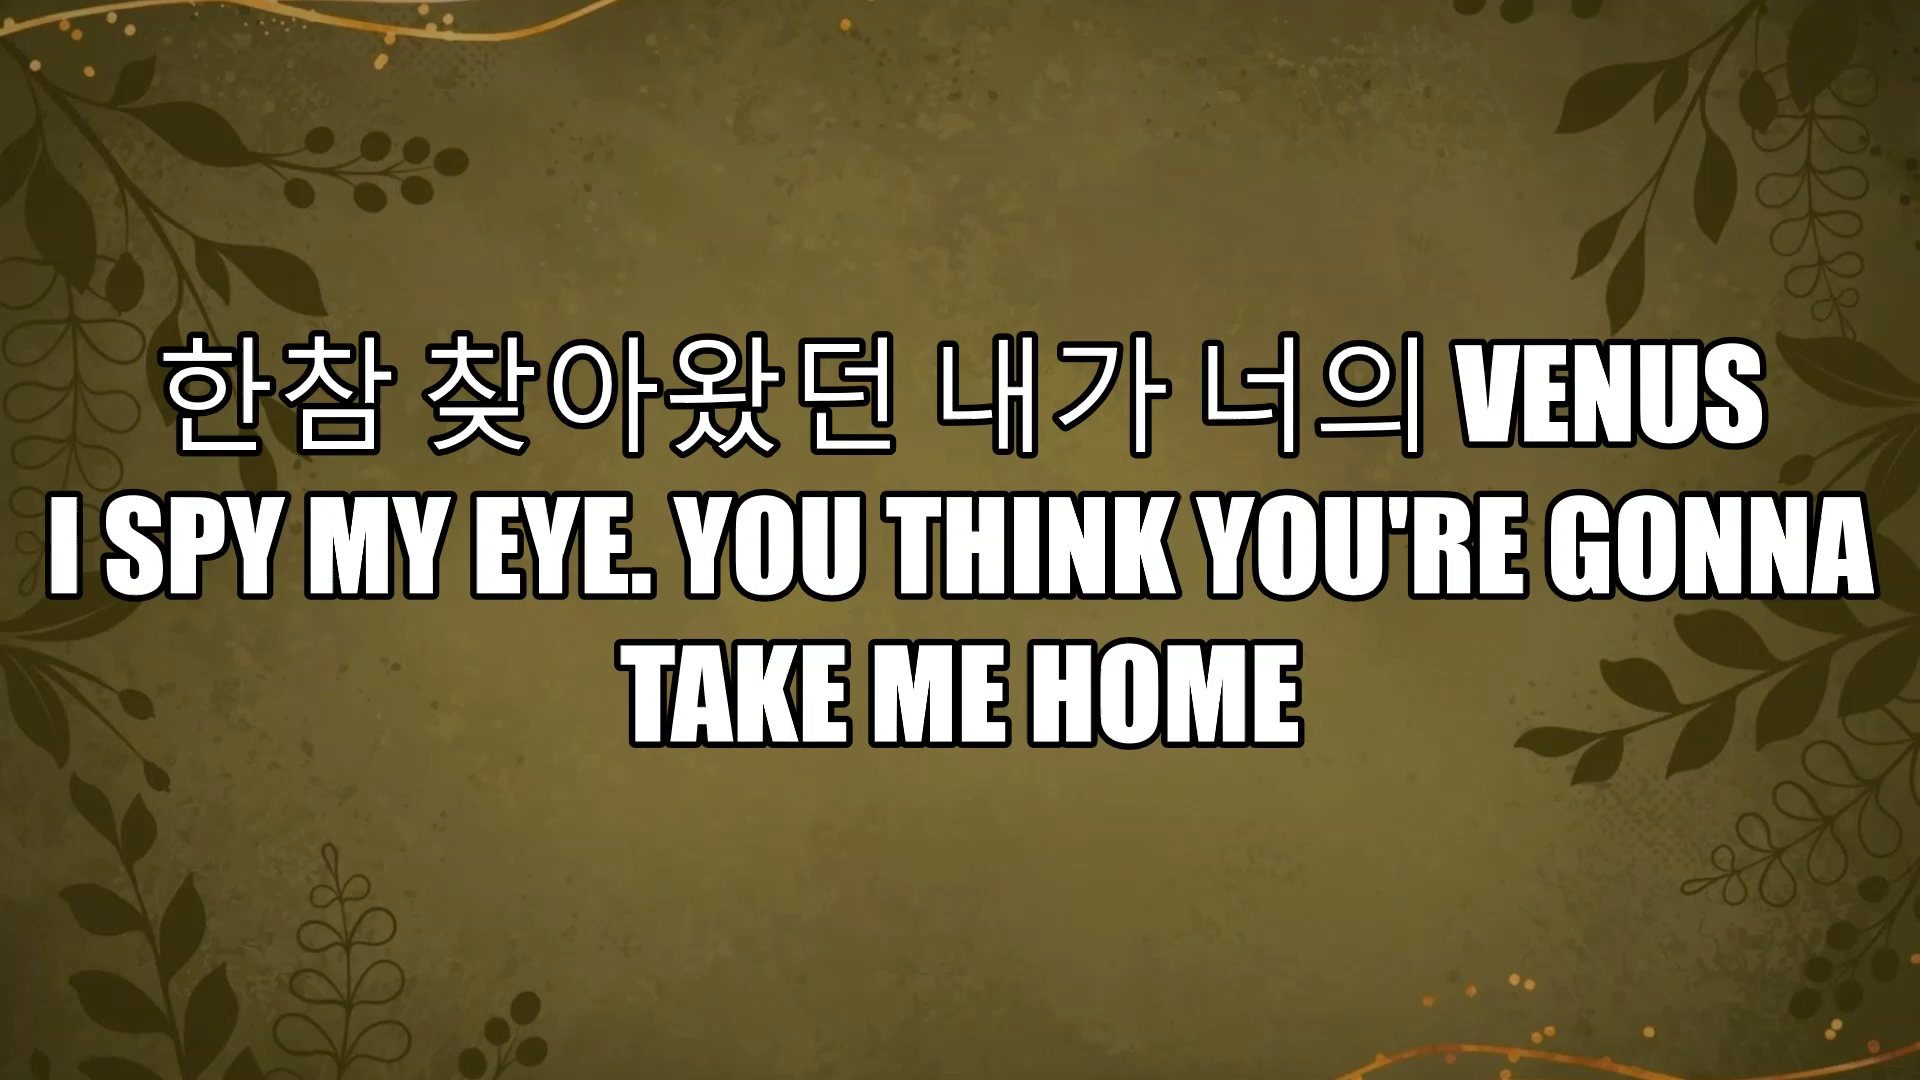 한참 찾아왔던 내가 너의 VENUS
I SPY MY EYE. YOU THINK YOU'RE GONNA
TAKE ME HOME